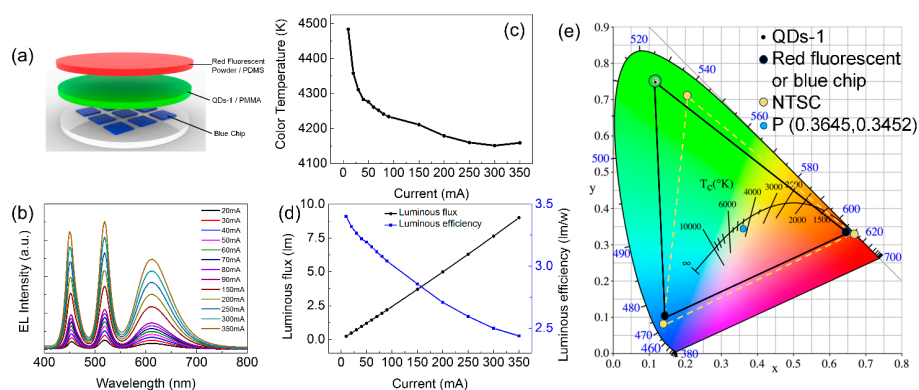 (a)
Red Fluorescent
Powder / PDMS
QDs-1 / PMMA
Blue Chip
(b)
EL Intensity (a.u.)
20mA
30mA
40mA
50mA
60mA
70mA
80mA
90mA
150mA
200mA
250mA
300mA
350mA
400 500 600 700 800
Wavelength (nm)
(c)
Color Temperature (K)
4500
4400
4300
4200
4100
0 50 100 150 200 250 300 350
Current (mA)
(d)
Luminous flux
Luminous efficiency
Luminous flux (lm)
10.0
7.5
5.0
2.5
0.0
0 50 100 150 200 250 300 350
Current (mA)
3.5
3.0
2.5
Luminous efficiency (lm/w)
(e)
QDs-1
Red fluorescent
or blue chip
NTSC
P (0.3645,0.3452)
0.9
0.8
0.7
0.6
0.5
y
0.4
0.3
0.2
0.1
0.0
520
540
560
500
580
600
620
700
490
480
470
460
380
Tc(°K)
10000
6000
4000
3000
2500
2000
1500
∞
0.0 0.1 0.2 0.3 0.4 0.5 0.6 0.7 0.8
x